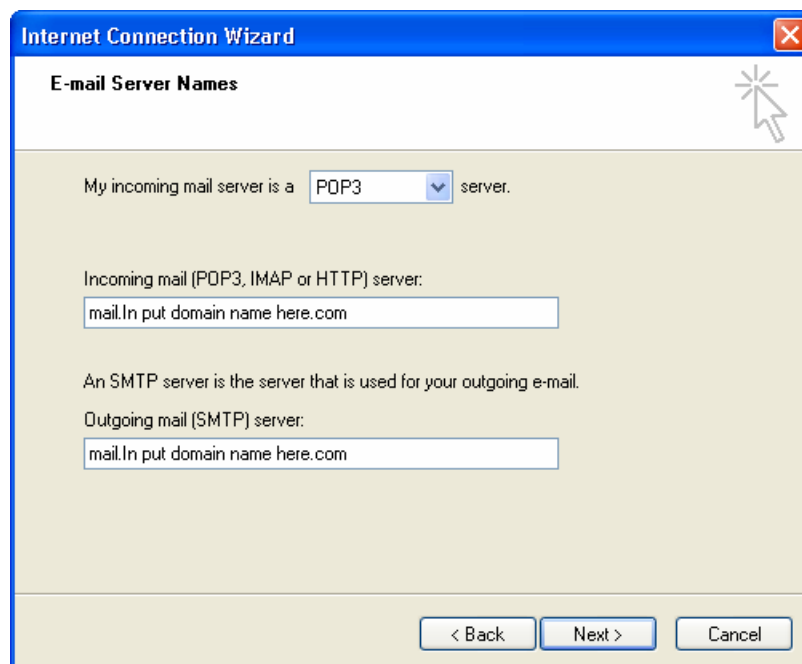 Internet Connection Wizard
E-mail Server Names
My incoming mail server is a POP3 server.
Incoming mail (POP3, IMAP or HTTP) server:
mail.In put domain name here.com
An SMTP server is the server that is used for your outgoing e-mail.
Outgoing mail (SMTP) server:
mail.In put domain name here.com
< Back Next > Cancel